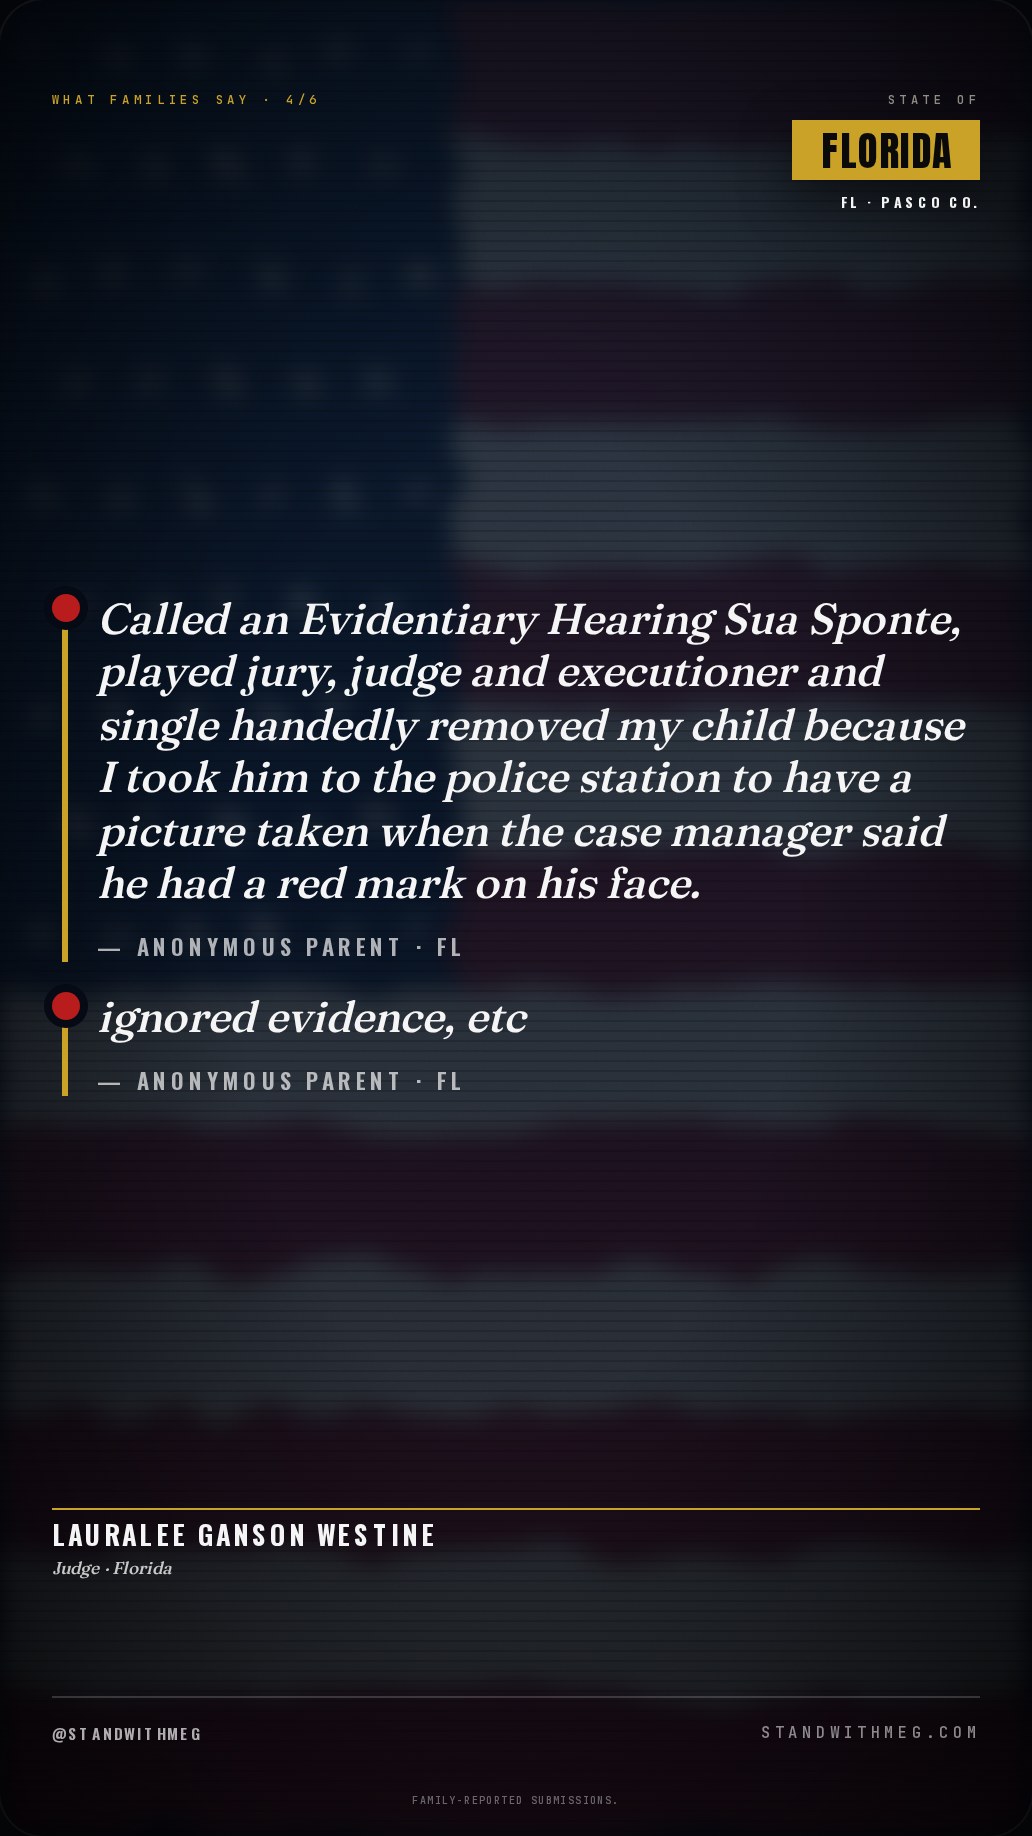 WHAT FAMILIES SAY · 4/6
STATE OF
FLORIDA
FL · PASCO CO.
Called an Evidentiary Hearing Sua Sponte,
played jury, judge and executioner and
single handedly removed my child because
I took him to the police station to have a
picture taken when the case manager said
he had a red mark on his face.
— ANONYMOUS PARENT · FL
ignored evidence, etc
— ANONYMOUS PARENT · FL
LAURALEE GANSON WESTINE
Judge · Florida
@STANDWITHMEG
STANDWITHMEG.COM
FAMILY-REPORTED SUBMISSIONS.